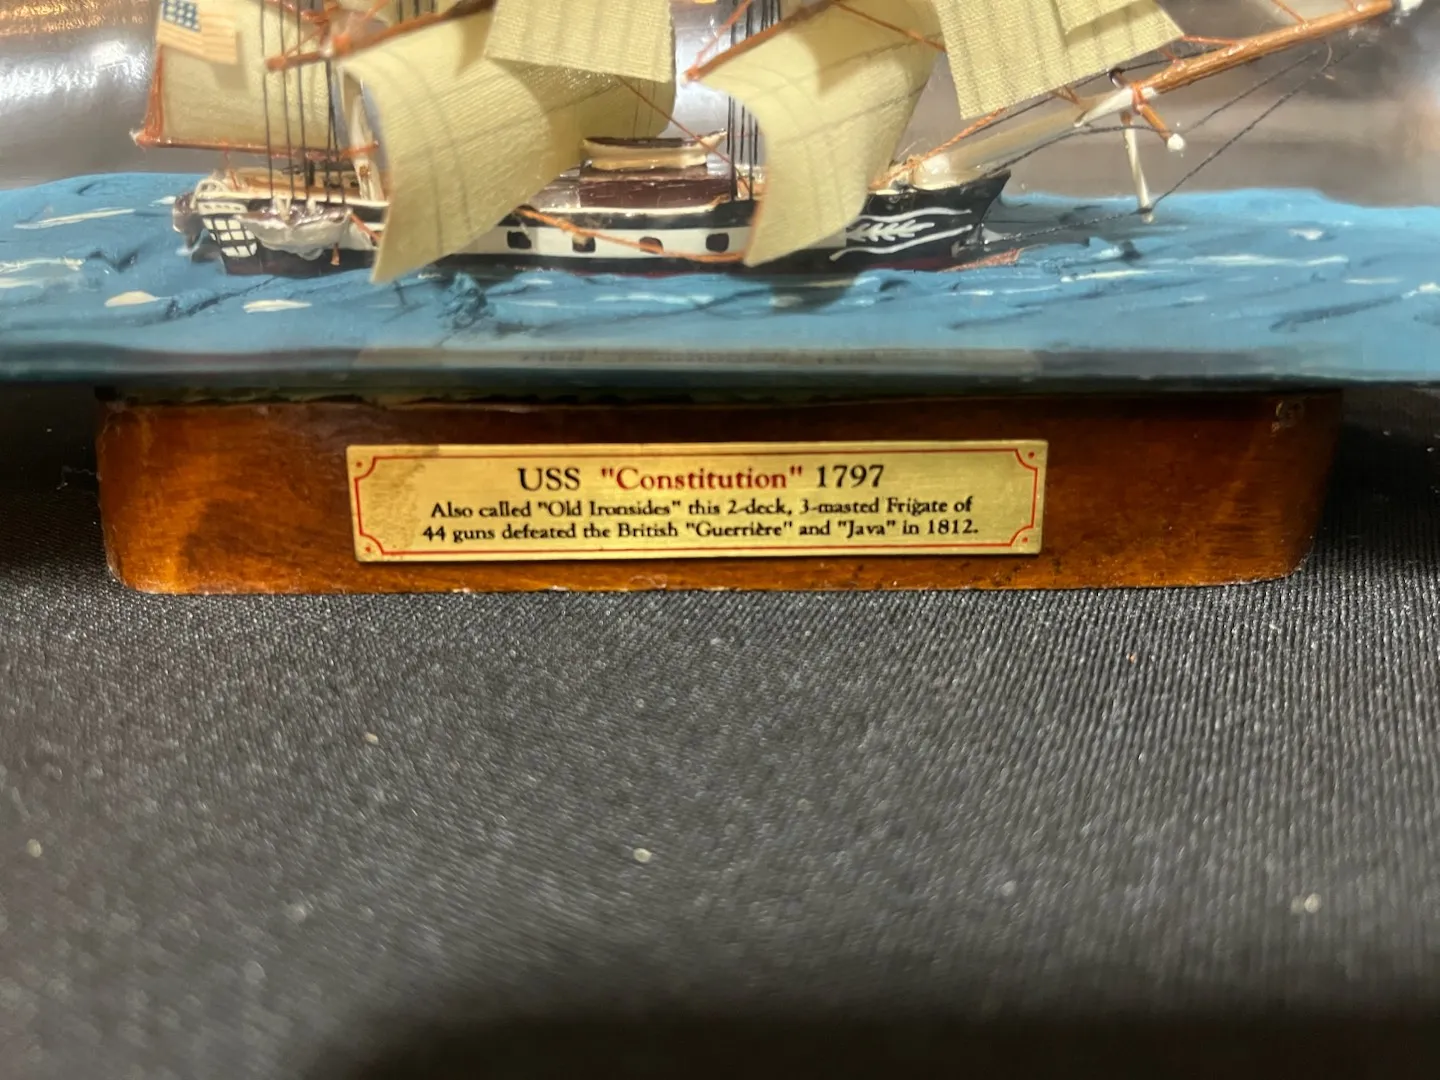 USS "Constitution" 1797
Also called "Old Ironsides" this 2-deck, 3-masted Frigate of
44 guns defeated the British "Guerrière" and "Java" in 1812.